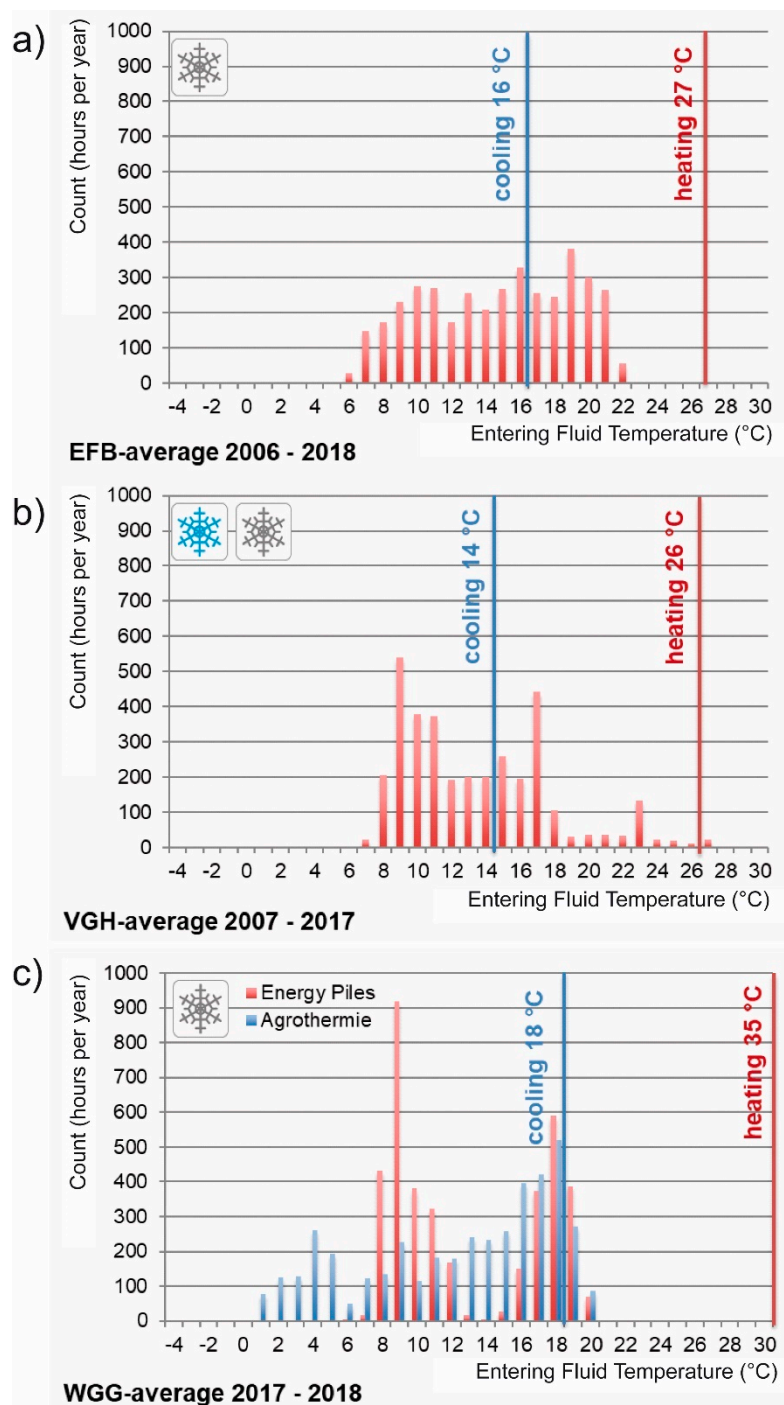 a)
Count (hours per year)
1000
900
800
700
600
500
400
300
200
100
0
cooling 16 °C
heating 27 °C
-4 -2 0 2 4 6 8 10 12 14 16 18 20 22 24 26 28 30
Entering Fluid Temperature (°C)
EFB-average 2006 - 2018
b)
Count (hours per year)
1000
900
800
700
600
500
400
300
200
100
0
cooling 14 °C
heating 26 °C
-4 -2 0 2 4 6 8 10 12 14 16 18 20 22 24 26 28 30
Entering Fluid Temperature (°C)
VGH-average 2007 - 2017
c)
Count (hours per year)
1000
900
800
700
600
500
400
300
200
100
0
Energy Piles
Agrothermie
cooling 18 °C
heating 35 °C
-4 -2 0 2 4 6 8 10 12 14 16 18 20 22 24 26 28 30
Entering Fluid Temperature (°C)
WGG-average 2017 - 2018